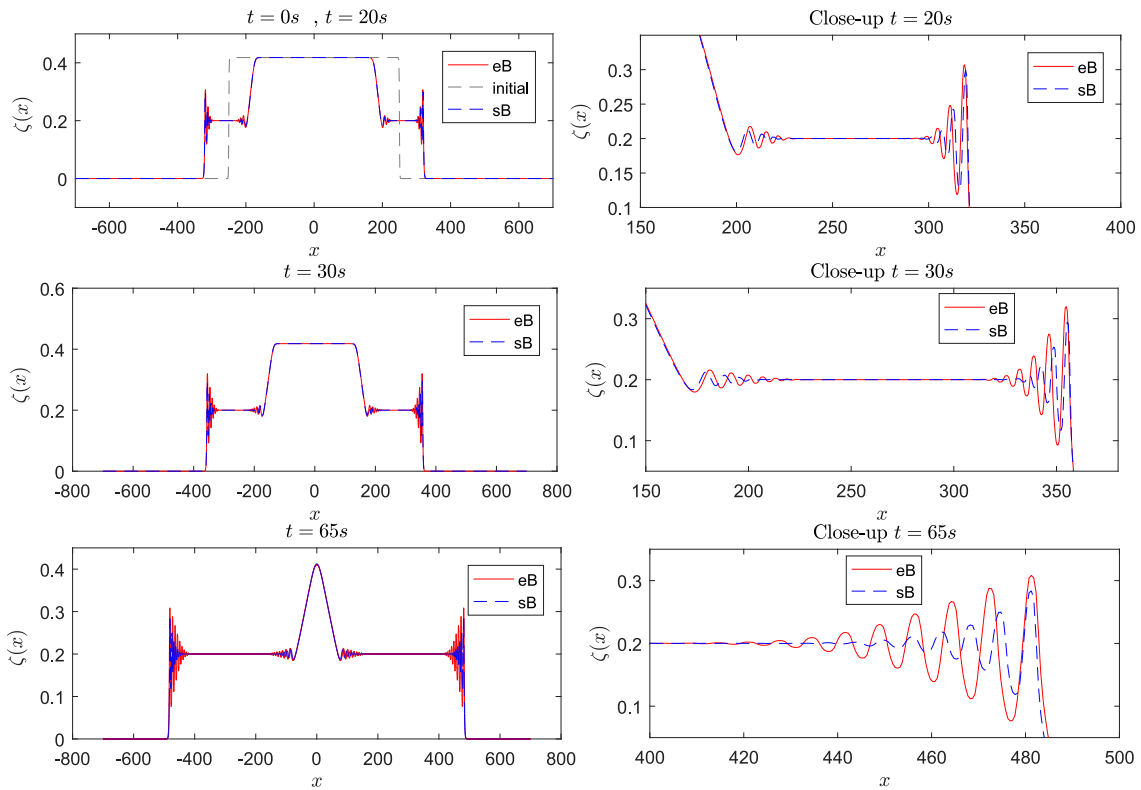 t = 0s , t = 20s
ζ(x)
0.4
0.2
0
-600 -400 -200 0 200 400 600
x
eB
initial
sB
Close-up t = 20s
ζ(x)
0.3
0.25
0.2
0.15
0.1
150 200 250 300 350 400
x
eB
sB
t = 30s
ζ(x)
0.6
0.4
0.2
0
-800 -600 -400 -200 0 200 400 600 800
x
eB
sB
Close-up t = 30s
ζ(x)
0.3
0.2
0.1
150 200 250 300 350
x
eB
sB
t = 65s
ζ(x)
0.4
0.3
0.2
0.1
0
-800 -600 -400 -200 0 200 400 600 800
x
eB
sB
Close-up t = 65s
ζ(x)
0.3
0.2
0.1
400 420 440 460 480 500
x
eB
sB